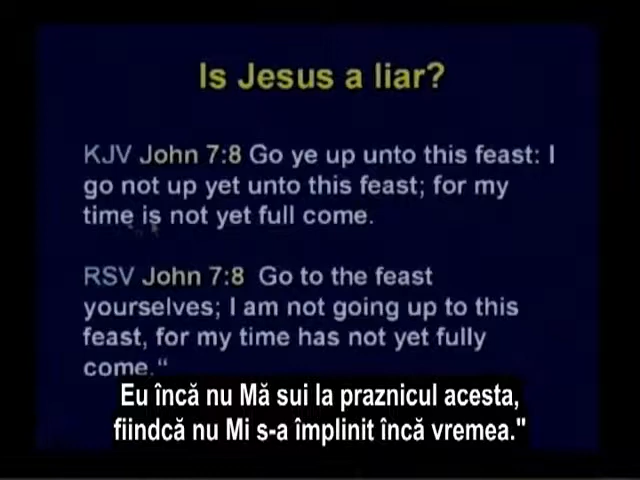 Is Jesus a liar?
KJV John 7:8 Go ye up unto this feast: I
go not up yet unto this feast; for my
time is not yet full come.
RSV John 7:8 Go to the feast
yourselves; I am not going up to this
feast, for my time has not yet fully
come.“
Eu încă nu Mă sui la praznicul acesta,
fiindcă nu Mi s-a împlinit încă vremea."